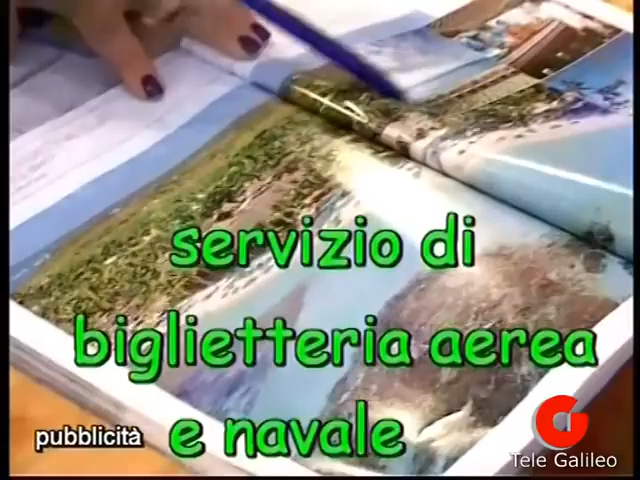 servizio di
biglietteria aerea
e navale
pubblicità
Tele Galileo